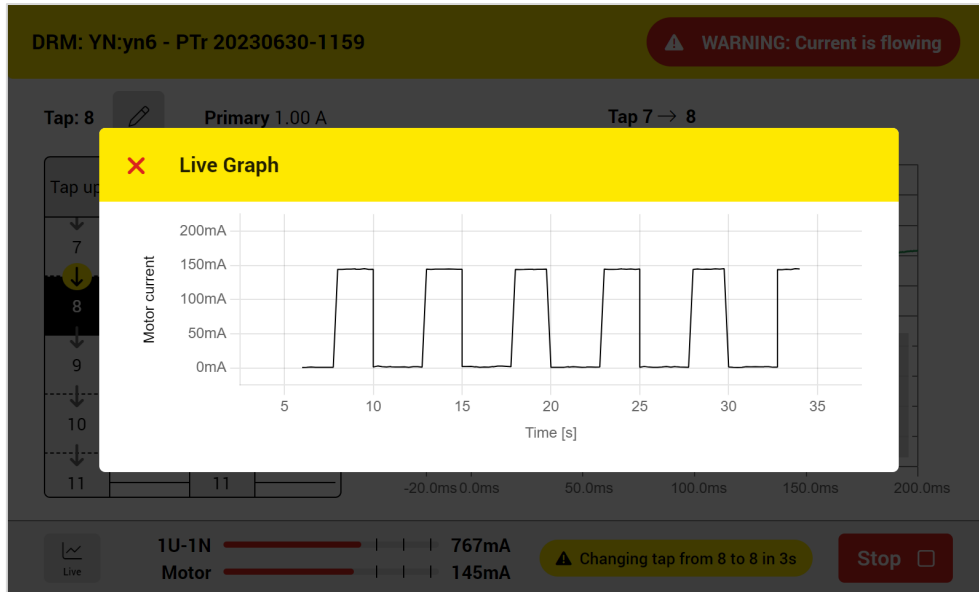 DRM: YN:yn6 - PTr 20230630-1159
WARNING: Current is flowing
Tap: 8
Primary 1.00 A
Tap 7 → 8
Live Graph
Tap up
7
8
9
10
11
11
200mA
150mA
100mA
50mA
0mA
Motor current
5 10 15 20 25 30 35
Time [s]
-20.0ms 0.0ms 50.0ms 100.0ms 150.0ms 200.0ms
Live
1U-1N 767mA
Motor 145mA
Changing tap from 8 to 8 in 3s
Stop